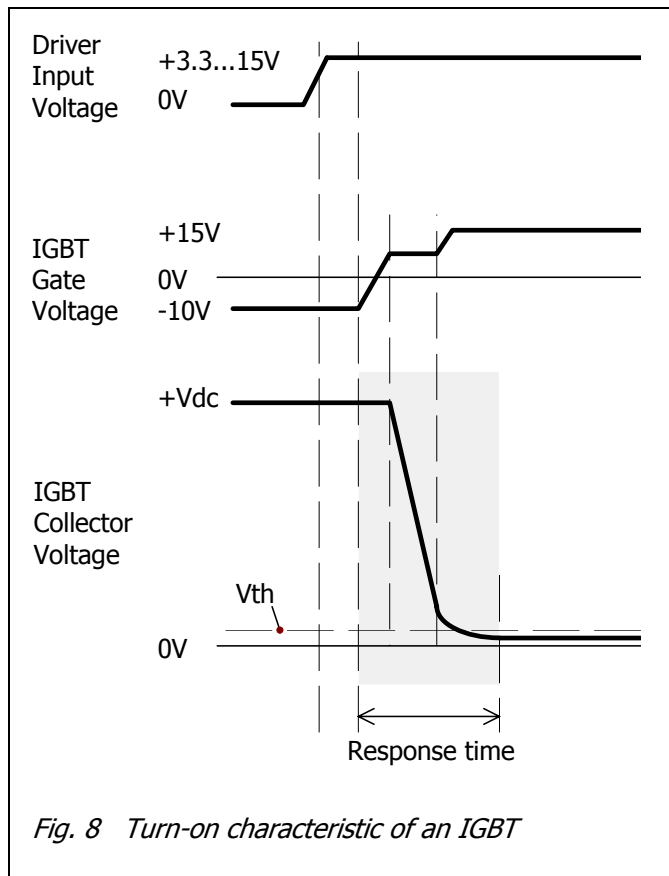 Driver
Input
Voltage
+3.3...15V
0V
IGBT
Gate
Voltage
+15V
0V
-10V
+Vdc
IGBT
Collector
Voltage
Vth
0V
Response time
Fig. 8 Turn-on characteristic of an IGBT